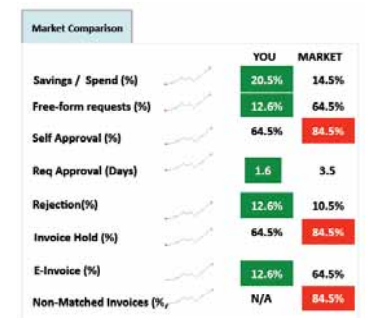 Market Comparison
YOU MARKET
Savings / Spend (%) 20.5% 14.5%
Free-form requests (%) 12.6% 64.5%
Self Approval (%) 64.5% 84.5%
Req Approval (Days) 1.6 3.5
Rejection(%) 12.6% 10.5%
Invoice Hold (%) 64.5% 84.5%
E-Invoice (%) 12.6% 64.5%
Non-Matched Invoices (%, N/A 84.5%